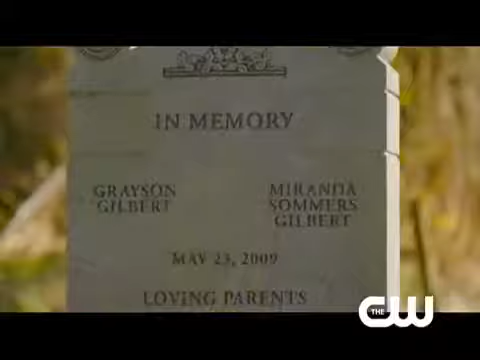 IN MEMORY
GRAYSON
GILBERT
MIRANDA
SOMMERS
GILBERT
MAY 23, 2009
LOVING PARENTS
THE CW